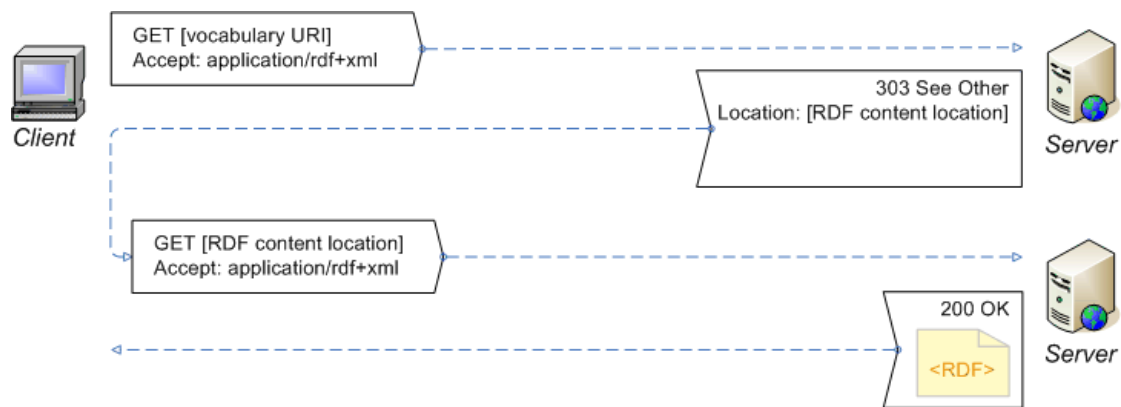 GET [vocabulary URI]
Accept: application/rdf+xml
Client
303 See Other
Location: [RDF content location]
Server
GET [RDF content location]
Accept: application/rdf+xml
200 OK
<RDF>
Server